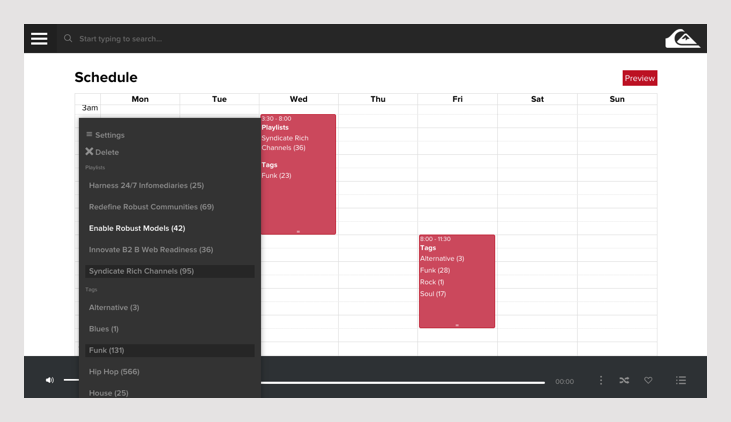 Start typing to search...
Schedule
Preview
Mon Tue Wed Thu Fri Sat Sun
3am
3:30 - 8:00
Playlists
Syndicate Rich
Channels (36)
Tags
Funk (23)
Settings
Delete
Playlists
Harness 24/7 Infomediaries (25)
Redefine Robust Communities (69)
Enable Robust Models (42)
Innovate B2 B Web Readiness (36)
Syndicate Rich Channels (95)
Tags
Alternative (3)
Blues (1)
Funk (131)
Hip Hop (566)
House (25)
8:00 - 11:30
Tags
Alternative (3)
Funk (28)
Rock (1)
Soul (17)
00:00